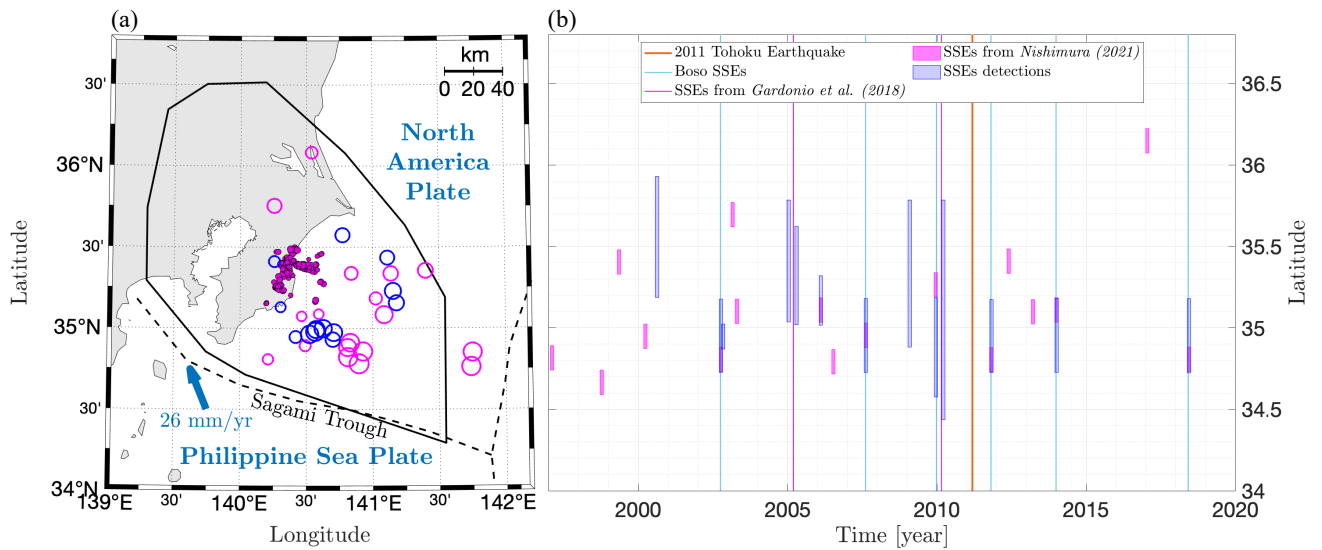 (a)
km
0 20 40
North
America
Plate
26 mm/yr
Sagami Trough
Philippine Sea Plate
30'
36°N
30'
35°N
30'
34°N
139°E
30'
140°E
30'
141°E
30'
142°E
Latitude
Longitude
(b)
2011 Tohoku Earthquake
Boso SSEs
SSEs from Gardonio et al. (2018)
SSEs from Nishimura (2021)
SSEs detections
36.5
36
35.5
35
34.5
34
Latitude
2000
2005
2010
2015
2020
Time [year]